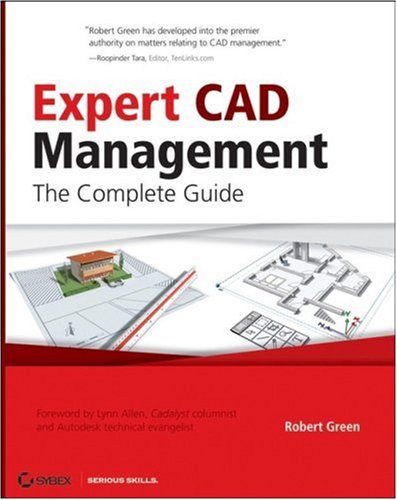 “Robert Green has developed into the premier
authority on matters relating to CAD management.”
—Roopinder Tara, Editor, TenLinks.com
Expert CAD
Management
The Complete Guide
Foreword by Lynn Allen, Cadalyst columnist
and Autodesk technical evangelist
Robert Green
SYBEX
SERIOUS SKILLS.